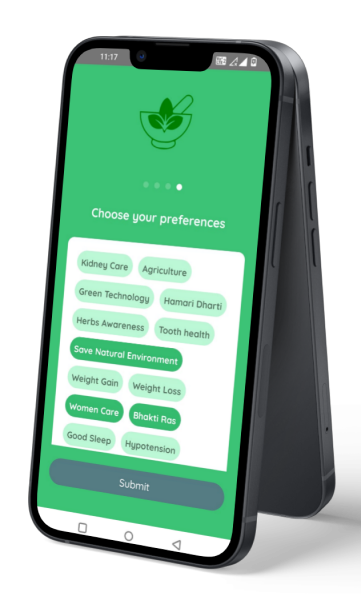 11:17
Choose your preferences
Kidney Care Agriculture
Green Technology Hamari Dharti
Herbs Awareness Tooth health
Save Natural Environment
Weight Gain Weight Loss
Women Care Bhakti Ras
Good Sleep Hypotension
Submit